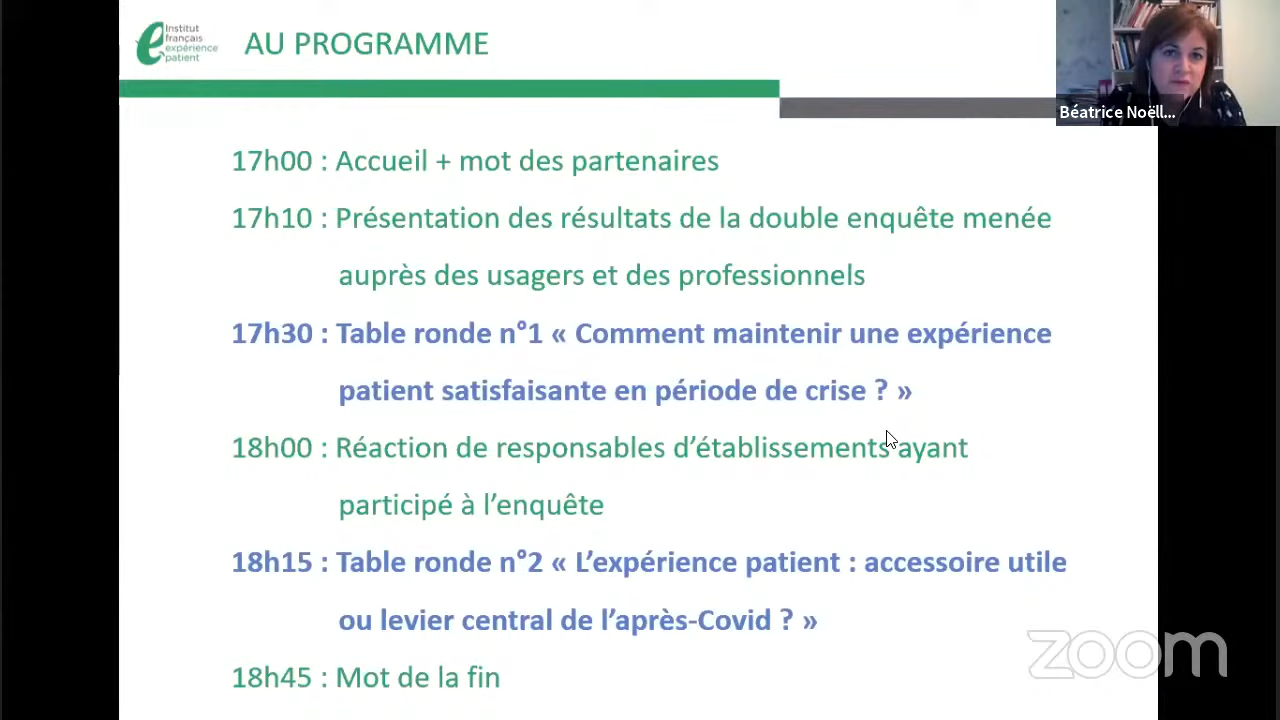 Institut
français
expérience
patient
AU PROGRAMME
Béatrice Noëll...
17h00 : Accueil + mot des partenaires
17h10 : Présentation des résultats de la double enquête menée
auprès des usagers et des professionnels
17h30 : Table ronde n°1 « Comment maintenir une expérience
patient satisfaisante en période de crise ? »
18h00 : Réaction de responsables d’établissements ayant
participé à l’enquête
18h15 : Table ronde n°2 « L’expérience patient : accessoire utile
ou levier central de l’après-Covid ? »
18h45 : Mot de la fin
zoom